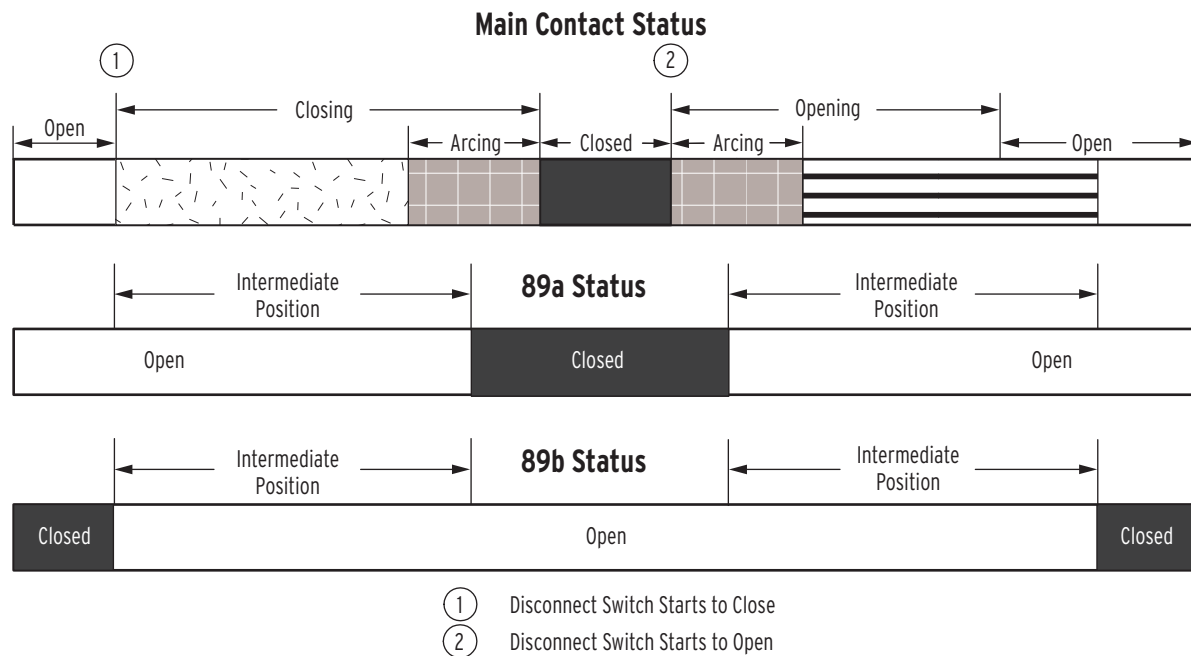 Main Contact Status
1
2
Closing
Opening
Open
Arcing
Closed
Arcing
Open
Intermediate
Position
89a Status
Intermediate
Position
Open
Closed
Open
Intermediate
Position
89b Status
Intermediate
Position
Closed
Open
Closed
1 Disconnect Switch Starts to Close
2 Disconnect Switch Starts to Open